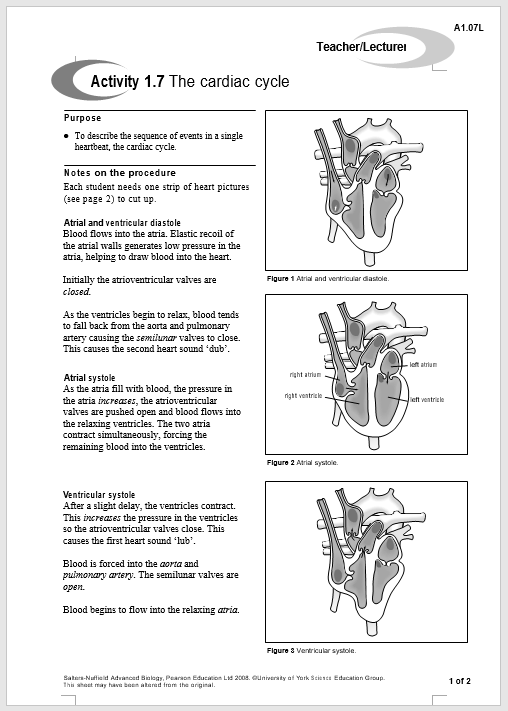 A1.07L
Teacher/Lecturer
Activity 1.7 The cardiac cycle
Purpose
● To describe the sequence of events in a single
heartbeat, the cardiac cycle.
Notes on the procedure
Each student needs one strip of heart pictures
(see page 2) to cut up.
Atrial and ventricular diastole
Blood flows into the atria. Elastic recoil of
the atrial walls generates low pressure in the
atria, helping to draw blood into the heart.
Initially the atrioventricular valves are
closed.
As the ventricles begin to relax, blood tends
to fall back from the aorta and pulmonary
artery causing the semilunar valves to close.
This causes the second heart sound ‘dub’.
Atrial systole
As the atria fill with blood, the pressure in
the atria increases, the atrioventricular
valves are pushed open and blood flows into
the relaxing ventricles. The two atria
contract simultaneously, forcing the
remaining blood into the ventricles.
Ventricular systole
After a slight delay, the ventricles contract.
This increases the pressure in the ventricles
so the atrioventricular valves close. This
causes the first heart sound ‘lub’.
Blood is forced into the aorta and
pulmonary artery. The semilunar valves are
open.
Blood begins to flow into the relaxing atria.
Figure 1 Atrial and ventricular diastole.
right atrium
right ventricle
left atrium
left ventricle
Figure 2 Atrial systole.
Figure 3 Ventricular systole.
Salters-Nuffield Advanced Biology, Pearson Education Ltd 2008. ©University of York Science Education Group.
This sheet may have been altered from the original.
1 of 2